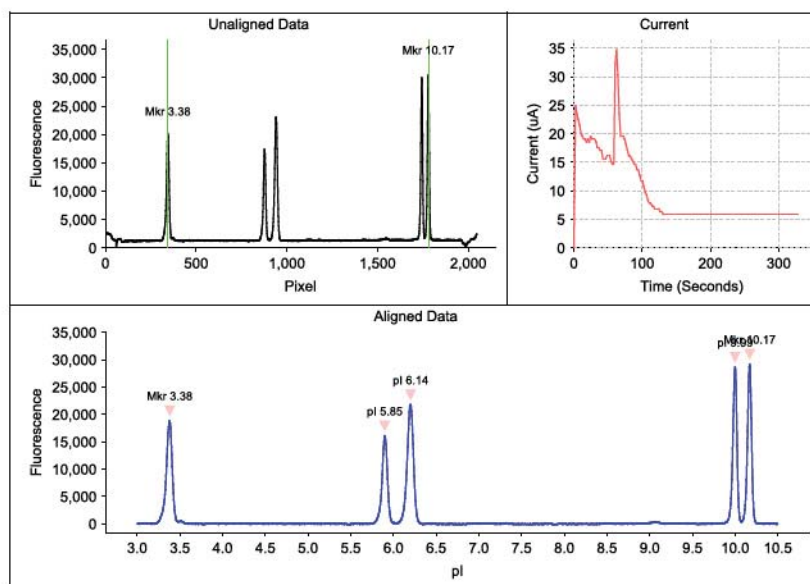 Unaligned Data
35,000
30,000
25,000
20,000
15,000
10,000
5,000
0
Fluorescence
Mkr 3.38
Mkr 10.17
0 500 1,000 1,500 2,000
Pixel
Current
35
30
25
20
15
10
5
0
Current (uA)
0 100 200 300
Time (Seconds)
Aligned Data
35,000
30,000
25,000
20,000
15,000
10,000
5,000
0
Fluorescence
Mkr 3.38
pI 5.85
pI 6.14
Mkr 10.17
3.0 3.5 4.0 4.5 5.0 5.5 6.0 6.5 7.0 7.5 8.0 8.5 9.0 9.5 10.0 10.5
pI